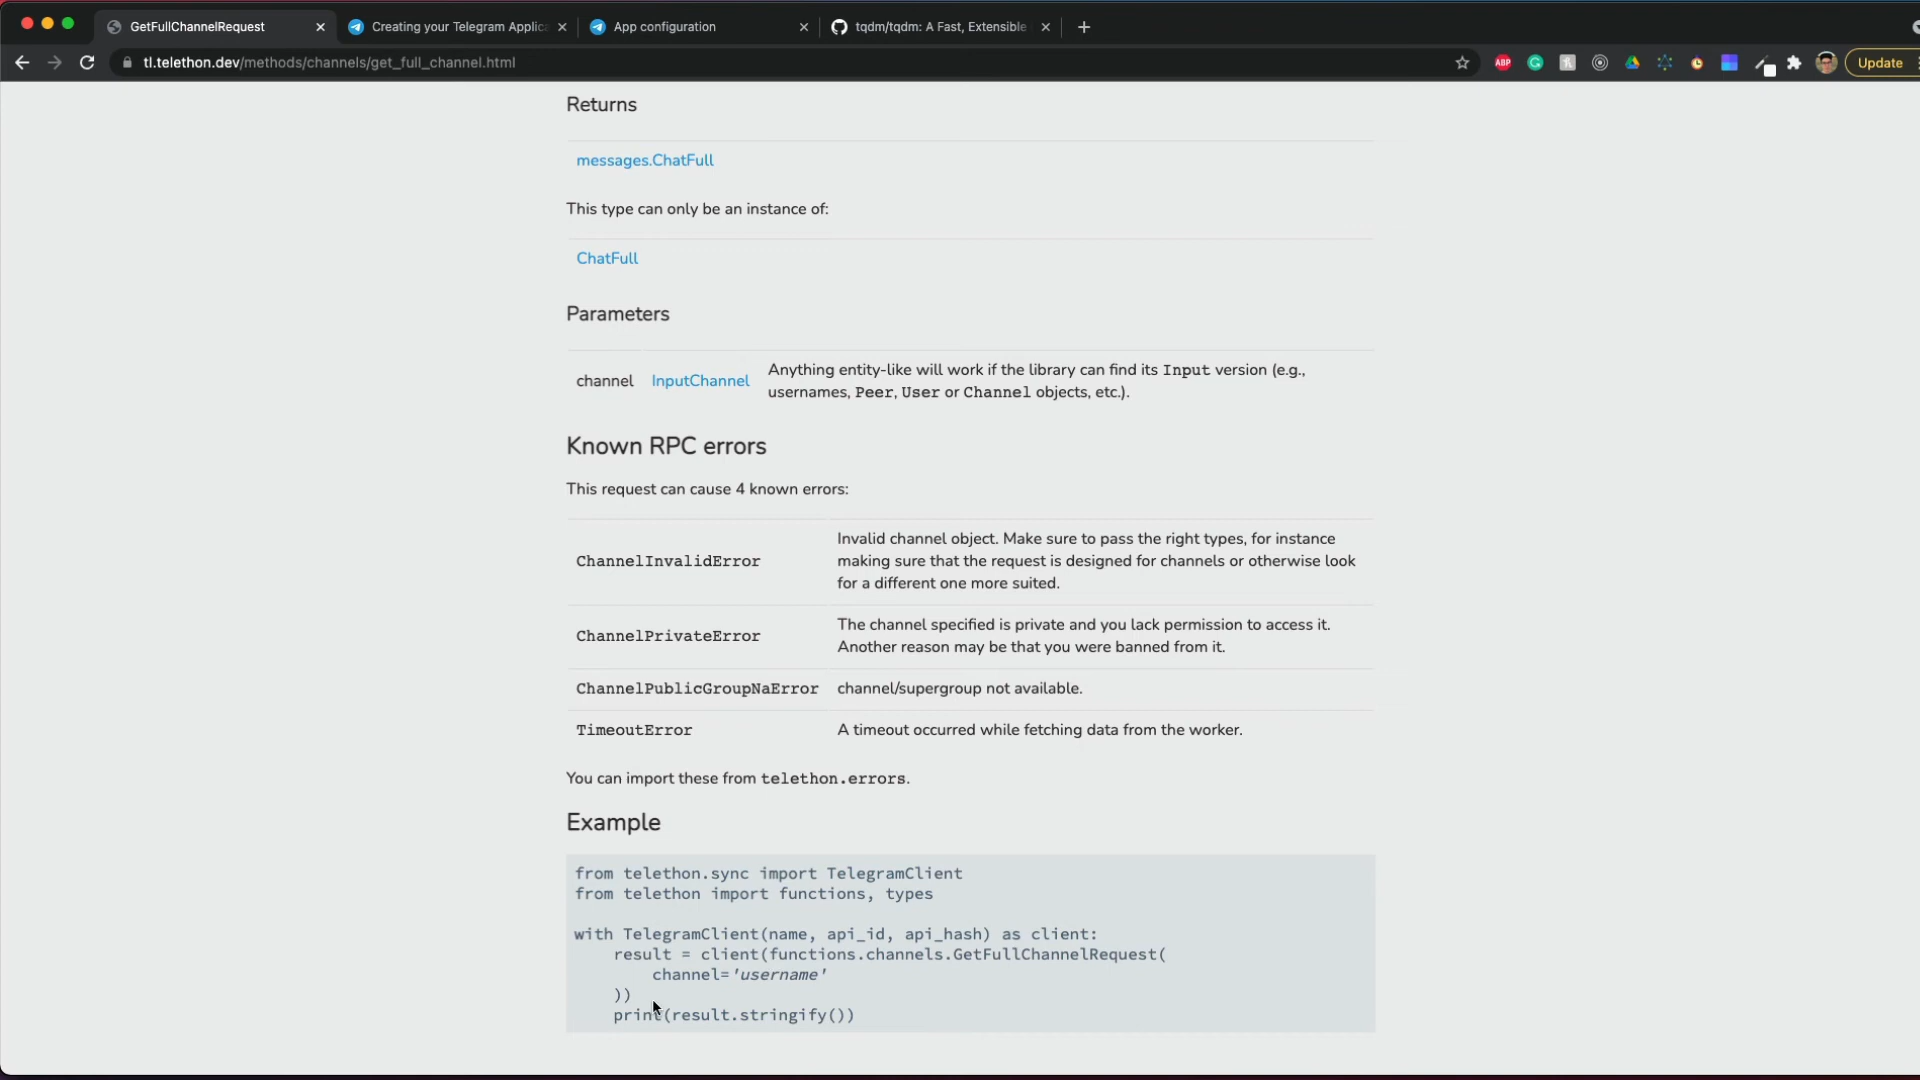 GetFullChannelRequest
Creating your Telegram Applica
App configuration
tqdm/tqdm: A Fast, Extensible
tl.telethon.dev/methods/channels/get_full_channel.html
ABP
Update
Returns
messages.ChatFull
This type can only be an instance of:
ChatFull
Parameters
channel InputChannel Anything entity-like will work if the library can find its Input version (e.g.,
usernames, Peer, User or Channel objects, etc.).
Known RPC errors
This request can cause 4 known errors:
ChannelInvalidError
Invalid channel object. Make sure to pass the right types, for instance
making sure that the request is designed for channels or otherwise look
for a different one more suited.
ChannelPrivateError
The channel specified is private and you lack permission to access it.
Another reason may be that you were banned from it.
ChannelPublicGroupNaError channel/supergroup not available.
TimeoutError A timeout occurred while fetching data from the worker.
You can import these from telethon.errors.
Example
from telethon.sync import TelegramClient
from telethon import functions, types
with TelegramClient(name, api_id, api_hash) as client:
result = client(functions.channels.GetFullChannelRequest(
channel='username'
))
print(result.stringify())